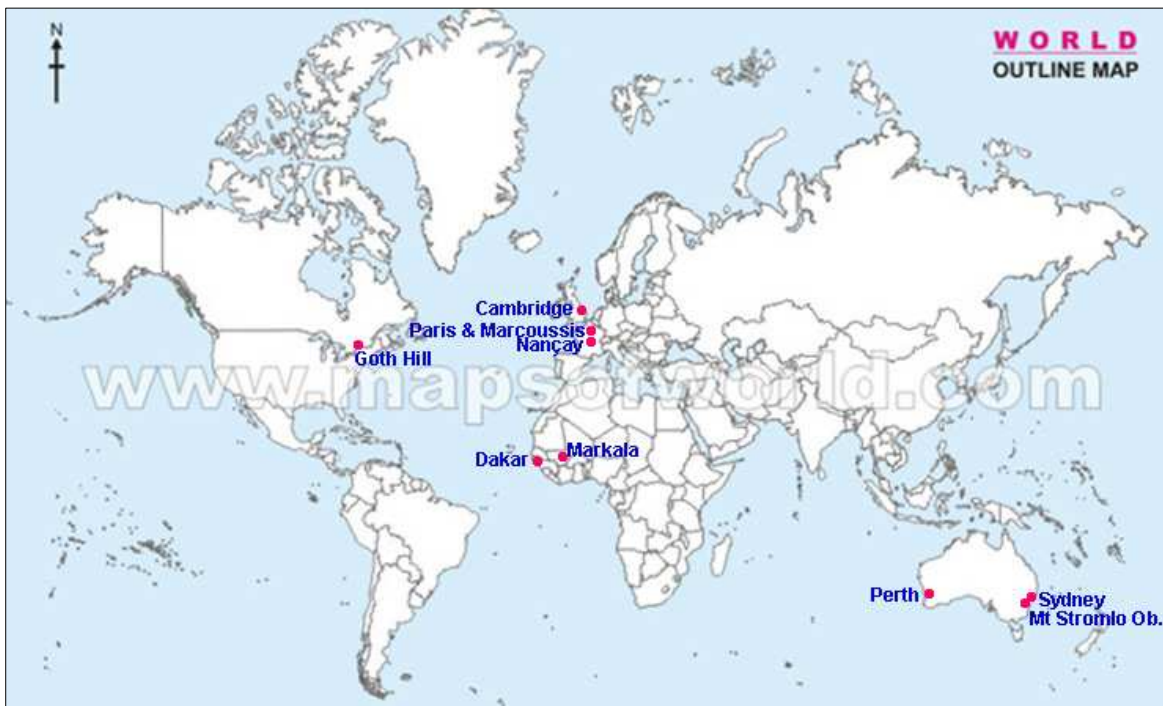 N
WORLD
OUTLINE MAP
Cambridge
Paris & Marcoussis
Nançay
Goth Hill
www.mapsofworld.com
Markala
Dakar
Perth
Sydney
Mt Stromlo Ob.